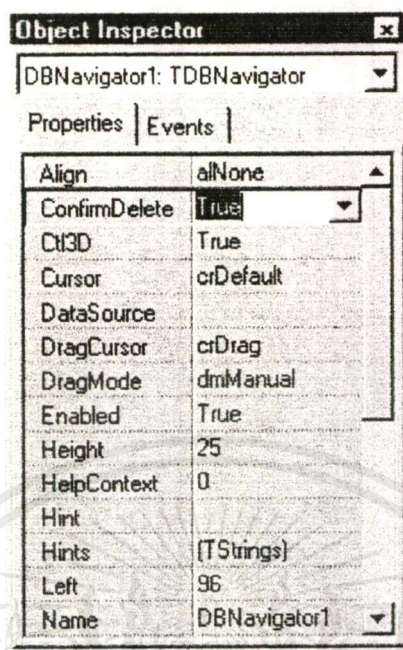 Object Inspector
DBNavigator1: TDBNavigator
Properties Events
Align alNone
ConfirmDelete True
Ctl3D True
Cursor crDefault
DataSource
DragCursor crDrag
DragMode dmManual
Enabled True
Height 25
HelpContext 0
Hint
Hints (TStrings)
Left 96
Name DBNavigator1